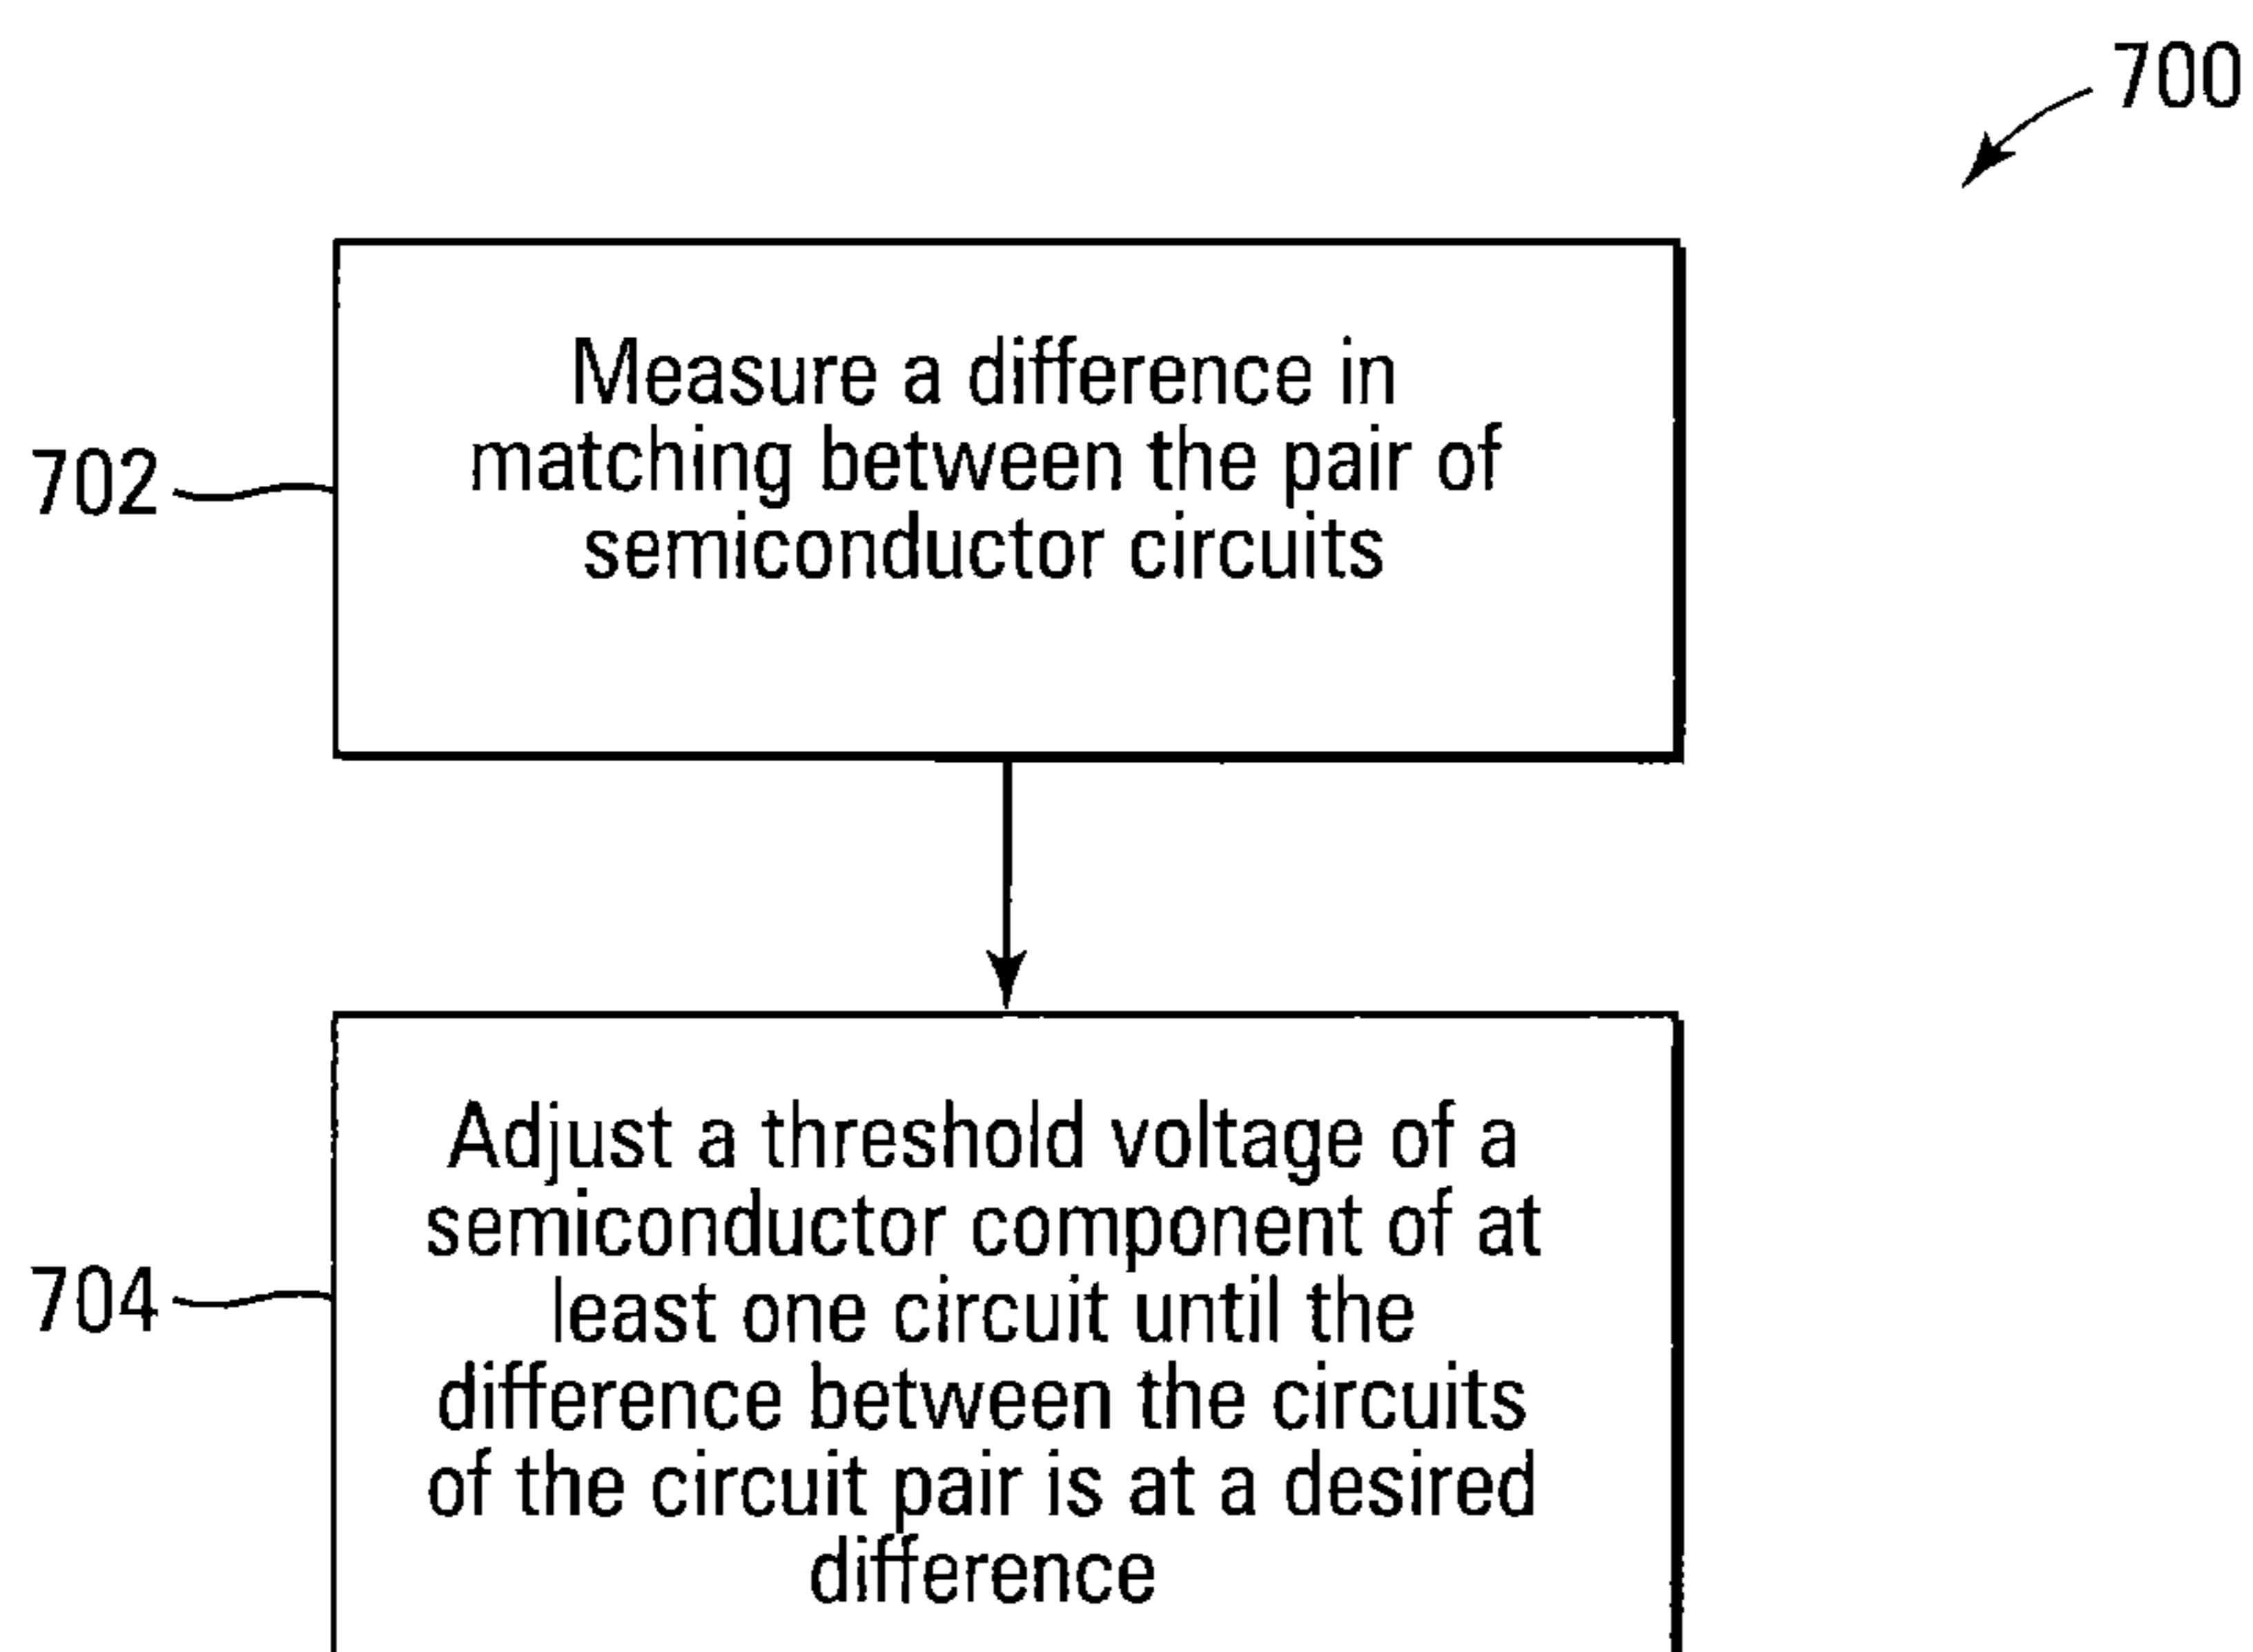 700
Measure a difference in
matching between the pair of
semiconductor circuits
702
Adjust a threshold voltage of a
semiconductor component of at
least one circuit until the
difference between the circuits
of the circuit pair is at a desired
difference
704